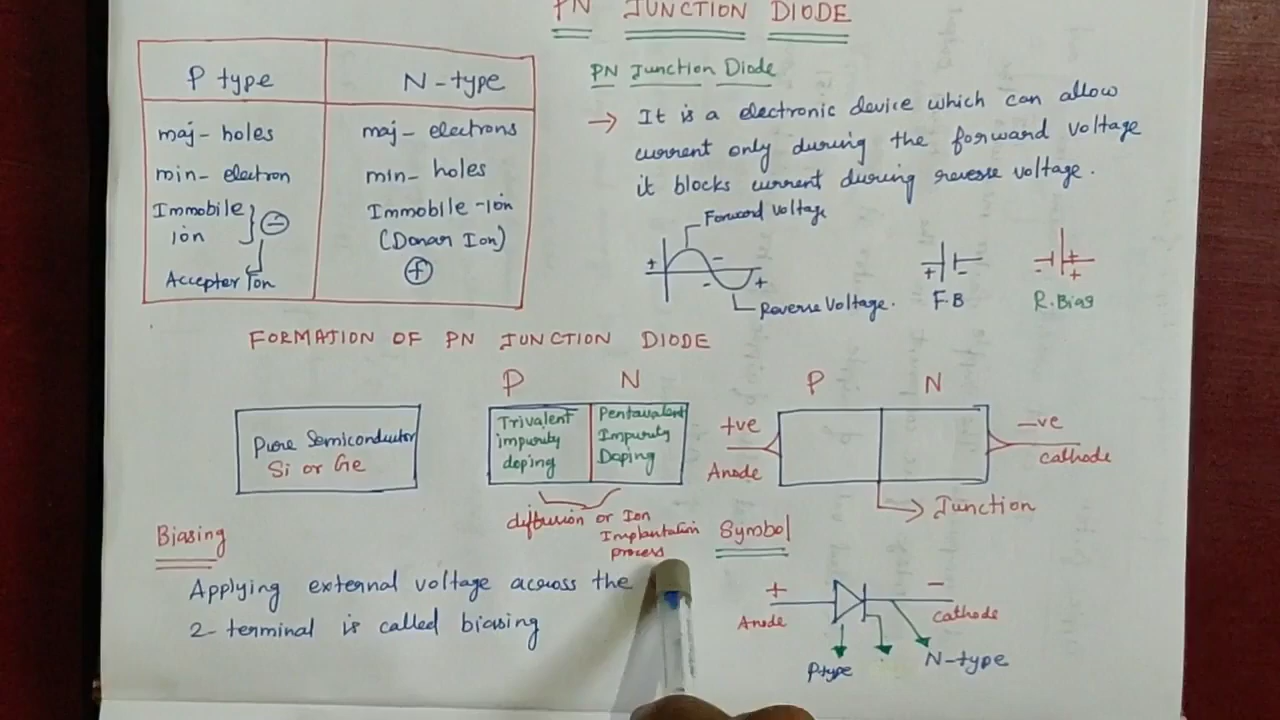 PN JUNCTION DIODE
P type
N-type
maj- holes
maj- electrons
min- electron
min- holes
Immobile
ion
-
Immobile -ion
(Donar Ion)
+
Accepter Ion
PN Junction Diode
→ It is a electronic device which can allow
current only during the forward voltage
it blocks current during reverse voltage.
Forward Voltage
+ -
- +
Reverse Voltage.
+ -
F.B
- +
+
R.Bias
FORMATION OF PN JUNCTION DIODE
Pure Semiconductor
Si or Ge
P N
Trivalent
impurity
doping
Pentavalent
Impurity
Doping
diffusion or Ion
Implantation
process
P N
+ve
Anode
-ve
cathode
Junction
Biasing
Applying external voltage across the
2-terminal is called biasing
Symbol
+ -
Anode
cathode
P-type
N-type